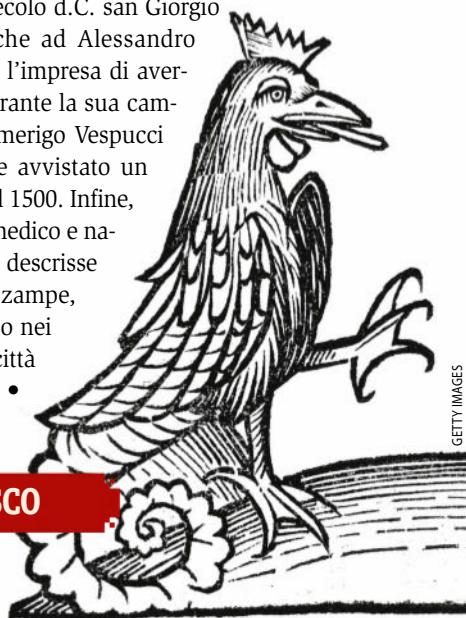 ecolo d.C. san Giorgio
che ad Alessandro
l'impresa di aver-
rante la sua cam-
merigo Vespucci
e avvistato un
l 1500. Infine,
nedico e na-
descrisse
zampe,
o nei
città
•
SCO
GETTY IMAGES